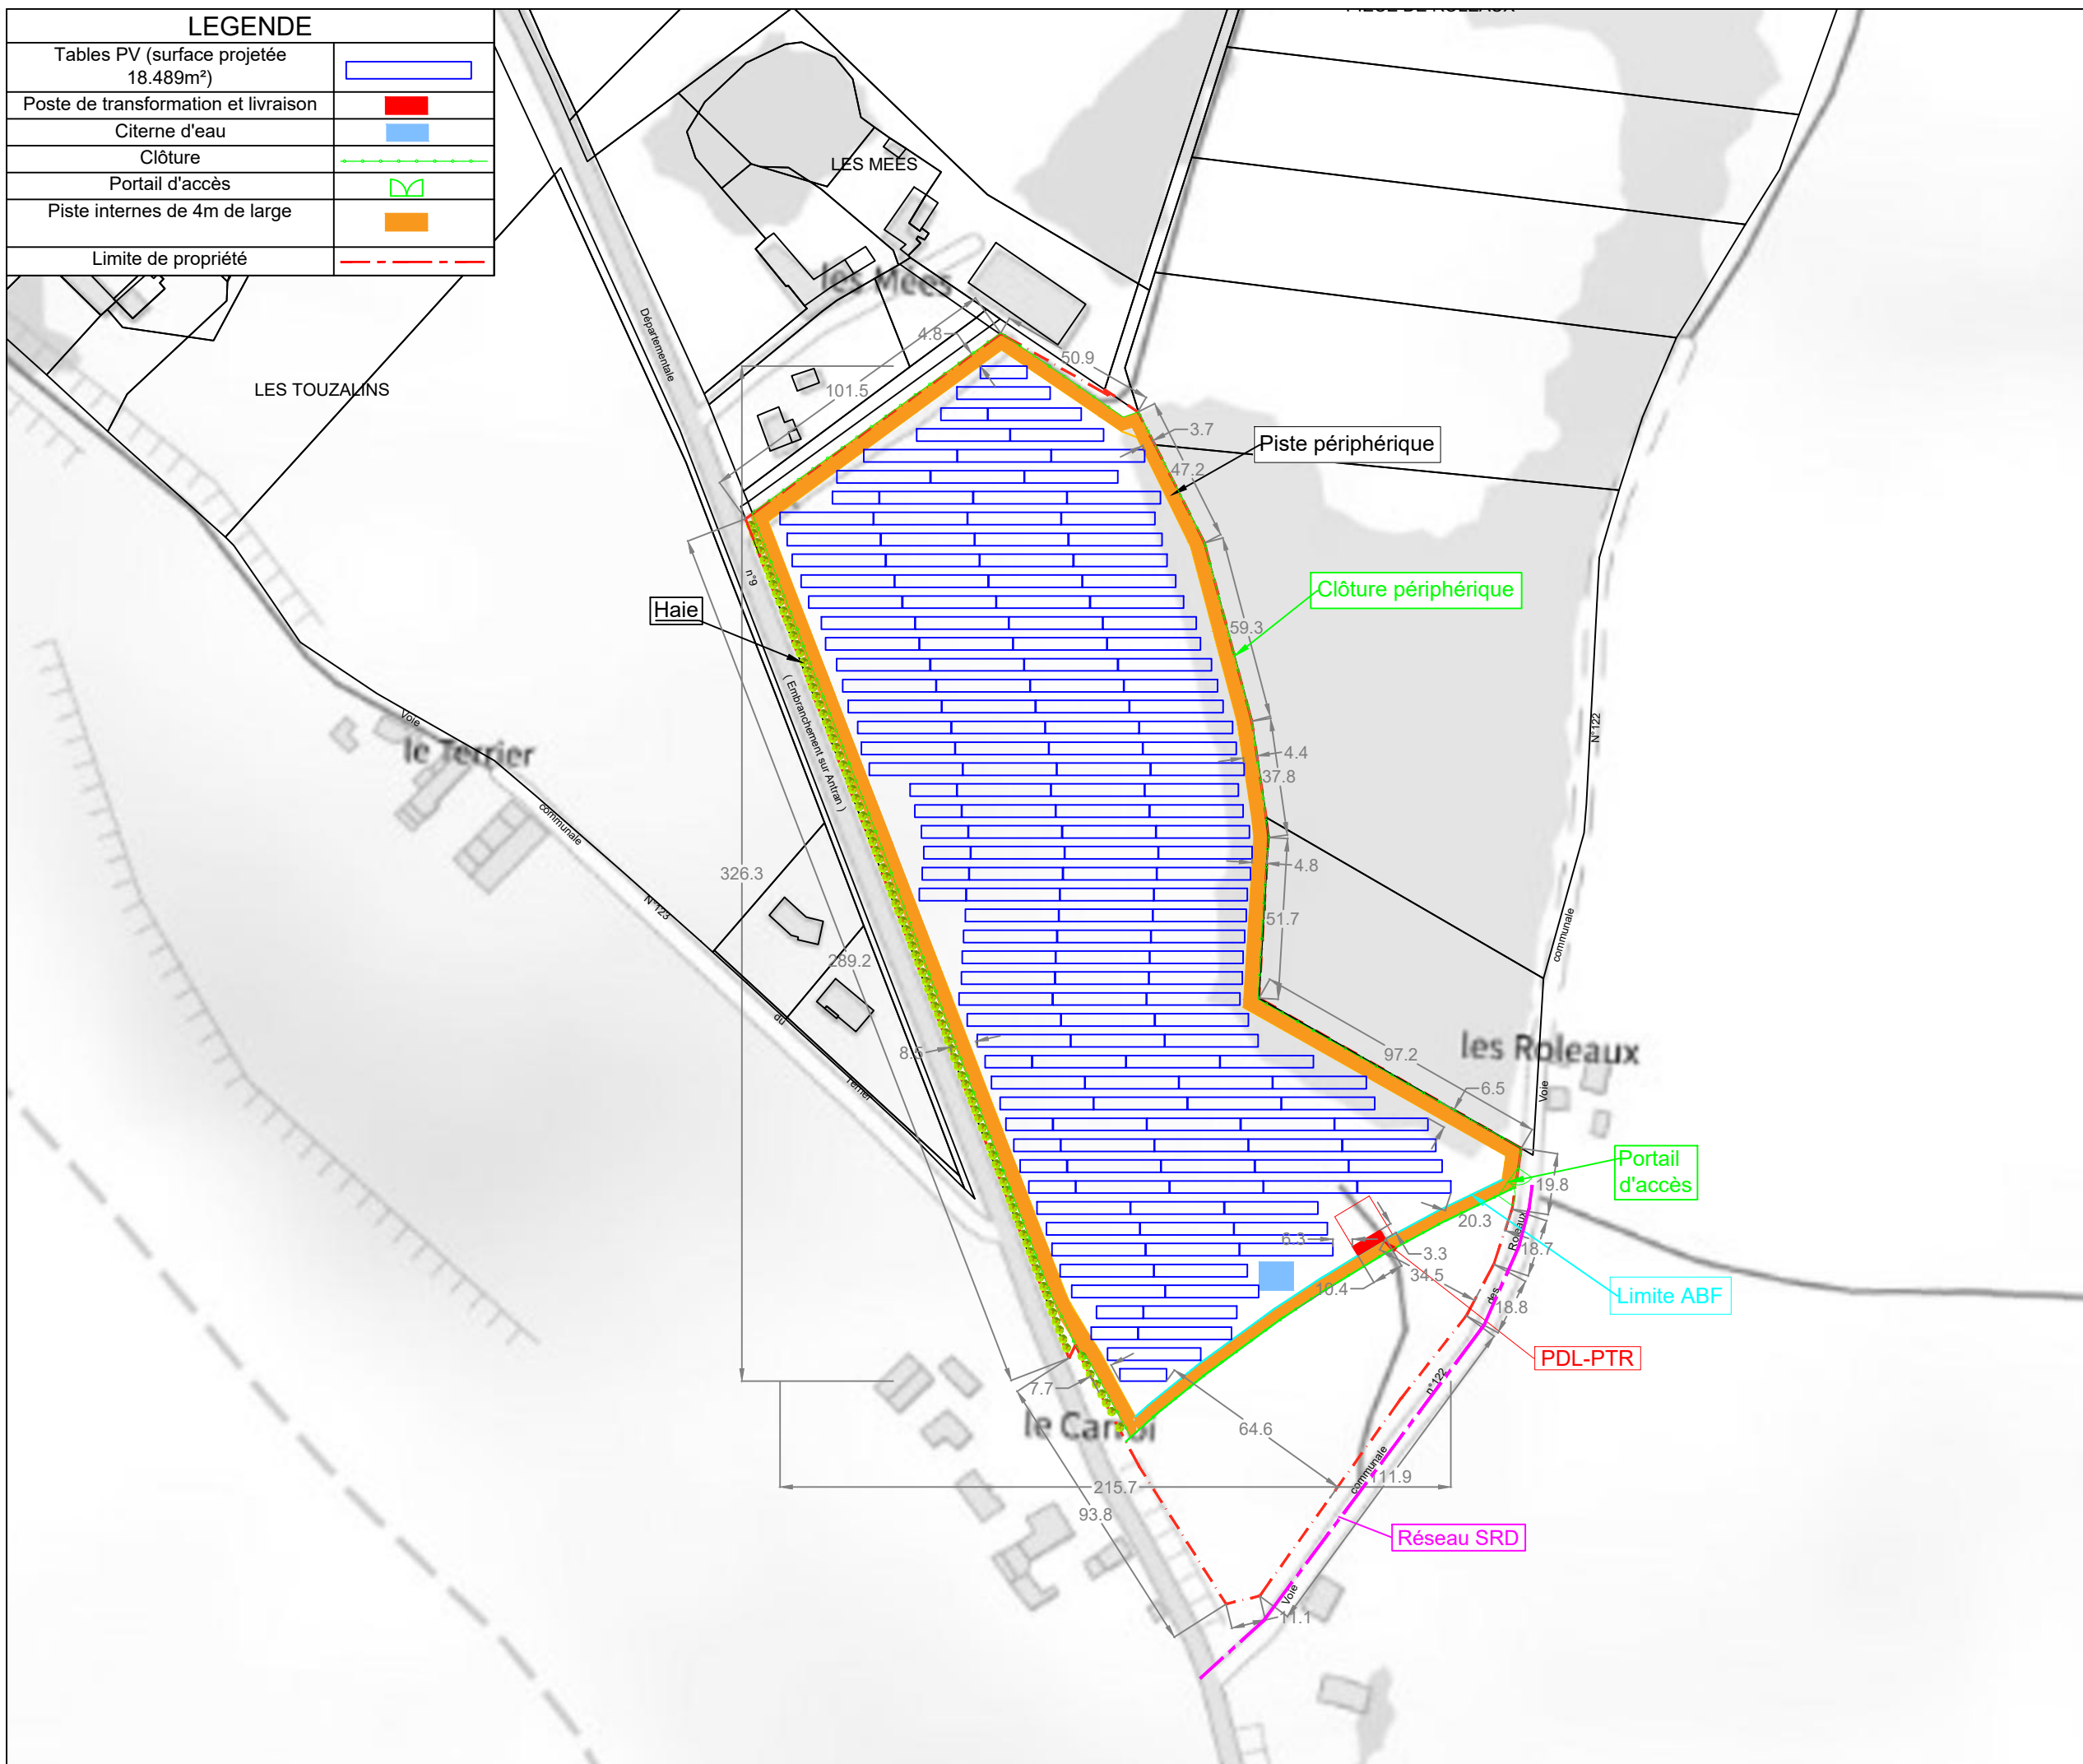 LEGENDE
Tables PV (surface projetée
18.489m²)
Poste de transformation et livraison
Citerne d'eau
Clôture
Portail d'accès
Piste internes de 4m de large
Limite de propriété
LES MEES
les Mées
LES TOUZALINS
Départementale
n°9
( Embranchement sur Antran )
4.8
50.9
101.5
3.7
47.2
Piste périphérique
Clôture périphérique
59.3
Haie
4.4
37.8
4.8
51.7
326.3
289.2
le Terrier
Voie
communale
N°123
du
Terrier
N°122
communale
Voie
les Roleaux
8.5
97.2
6.5
Portail
d'accès
19.8
20.3
Roleaux
18.7
6.3
3.3
34.5
10.4
des
18.8
Limite ABF
PDL-PTR
n°122
7.7
64.6
communale
111.9
215.7
93.8
Réseau SRD
Voie
11.1